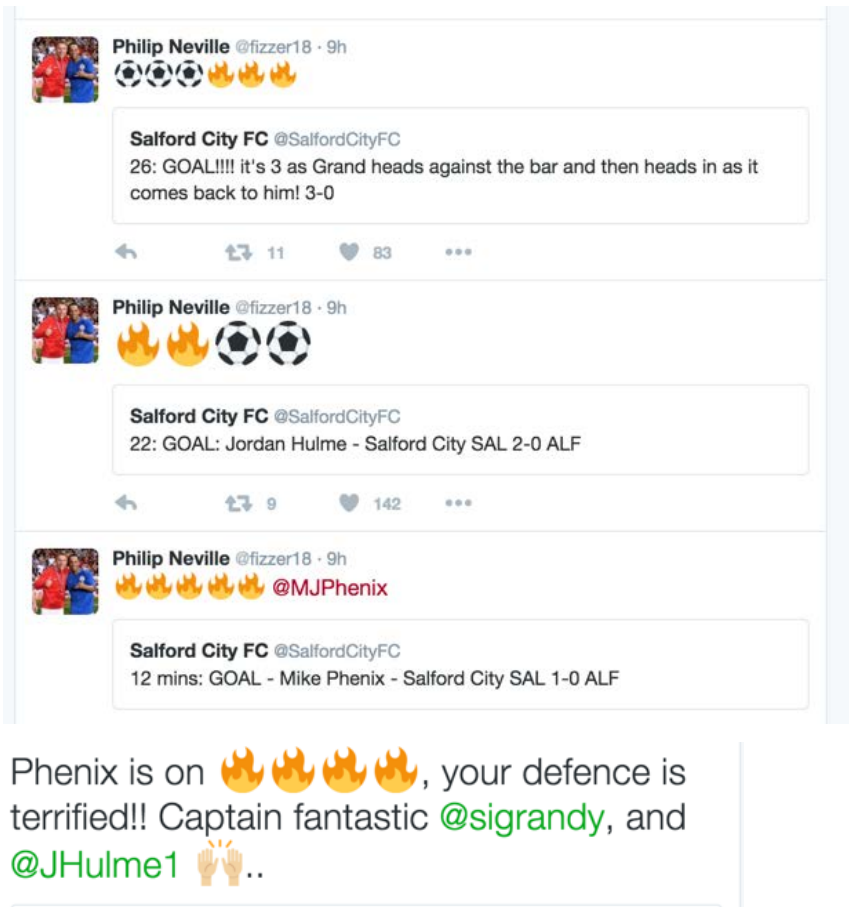 Philip Neville @fizzer18 · 9h
⚽⚽⚽🔥🔥🔥
Salford City FC @SalfordCityFC
26: GOAL!!!! it's 3 as Grand heads against the bar and then heads in as it
comes back to him! 3-0
11 83
Philip Neville @fizzer18 · 9h
🔥🔥⚽⚽
Salford City FC @SalfordCityFC
22: GOAL: Jordan Hulme - Salford City SAL 2-0 ALF
9 142
Philip Neville @fizzer18 · 9h
🔥🔥🔥🔥🔥 @MJPhenix
Salford City FC @SalfordCityFC
12 mins: GOAL - Mike Phenix - Salford City SAL 1-0 ALF
Phenix is on 🔥🔥🔥🔥, your defence is
terrified!! Captain fantastic @sigrandy, and
@JHulme1 🙌🏼..